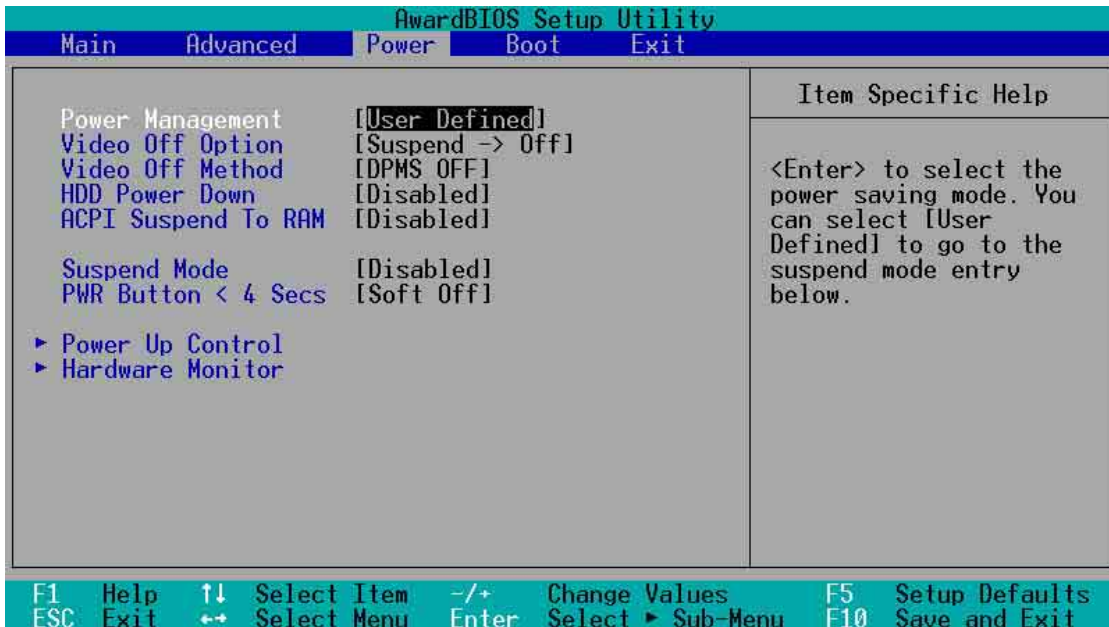 AwardBIOS Setup Utility
Main Advanced Power Boot Exit
Power Management [User Defined]
Video Off Option [Suspend -> Off]
Video Off Method [DPMS OFF]
HDD Power Down [Disabled]
ACPI Suspend To RAM [Disabled]
Suspend Mode [Disabled]
PWR Button < 4 Secs [Soft Off]
► Power Up Control
► Hardware Monitor
Item Specific Help
<Enter> to select the
power saving mode. You
can select [User
Defined] to go to the
suspend mode entry
below.
F1 Help ↑↓ Select Item -/+ Change Values F5 Setup Defaults
ESC Exit ←→ Select Menu Enter Select ► Sub-Menu F10 Save and Exit